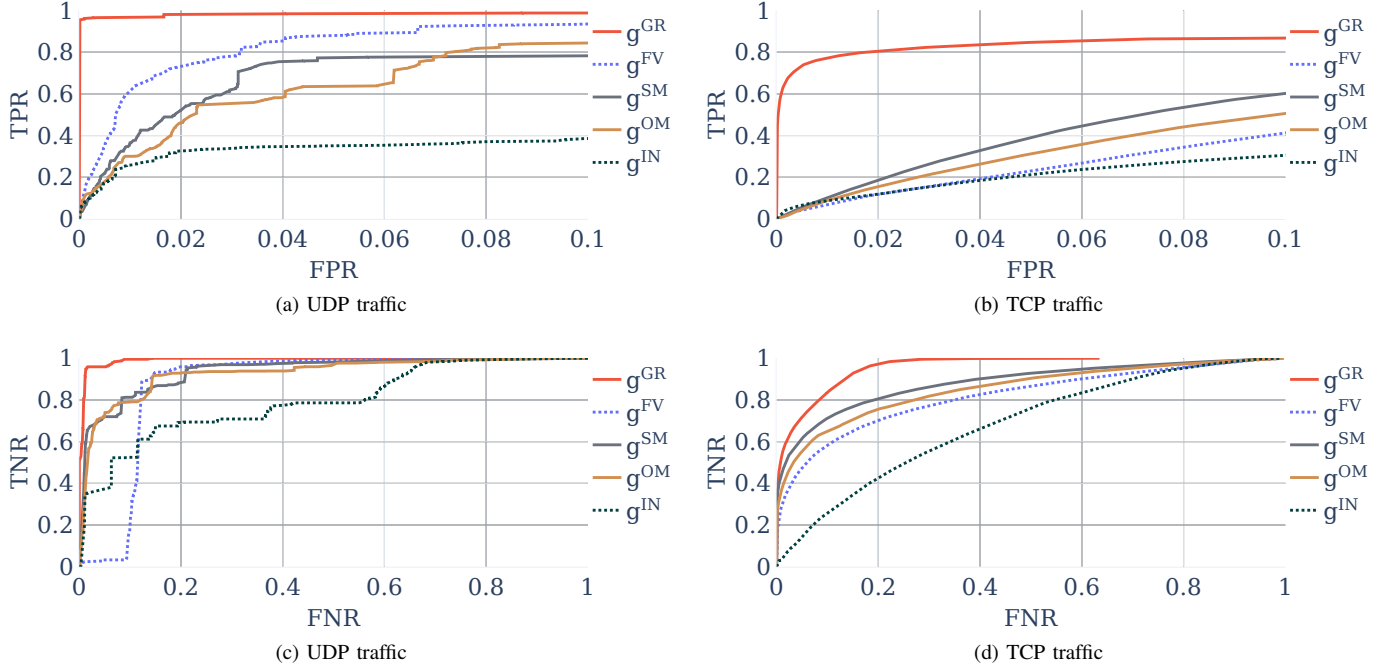 1
0.8
0.6
0.4
0.2
0
TPR
0 0.02 0.04 0.06 0.08 0.1
FPR
g^GR
g^FV
g^SM
g^OM
g^IN
(a) UDP traffic
1
0.8
0.6
0.4
0.2
0
TPR
0 0.02 0.04 0.06 0.08 0.1
FPR
g^GR
g^FV
g^SM
g^OM
g^IN
(b) TCP traffic
1
0.8
0.6
0.4
0.2
0
TNR
0 0.2 0.4 0.6 0.8 1
FNR
g^GR
g^FV
g^SM
g^OM
g^IN
(c) UDP traffic
1
0.8
0.6
0.4
0.2
0
TNR
0 0.2 0.4 0.6 0.8 1
FNR
g^GR
g^FV
g^SM
g^OM
g^IN
(d) TCP traffic